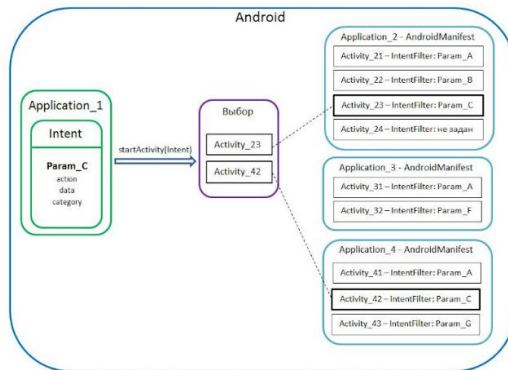 Android
Application_1
Intent
Param_C
action
data
category
startActivity(Intent)
Выбор
Activity_23
Activity_42
Application_2 - AndroidManifest
Activity_21 – IntentFilter: Param_A
Activity_22 – IntentFilter: Param_B
Activity_23 – IntentFilter: Param_C
Activity_24 – IntentFilter: не задан
Application_3 - AndroidManifest
Activity_31 – IntentFilter: Param_A
Activity_32 – IntentFilter: Param_F
Application_4 - AndroidManifest
Activity_41 – IntentFilter: Param_A
Activity_42 – IntentFilter: Param_C
Activity_43 – IntentFilter: Param_G